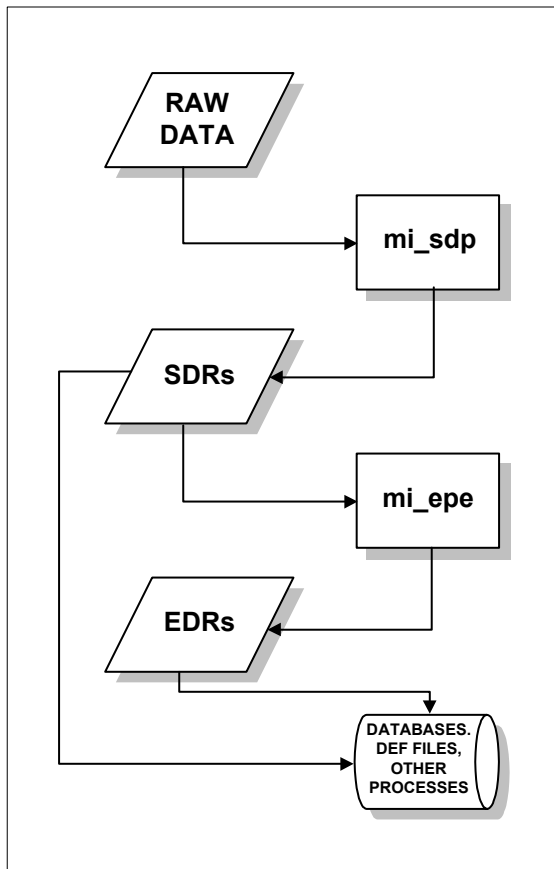 RAW
DATA
mi_sdp
SDRs
mi_epe
EDRs
DATABASES.
DEF FILES,
OTHER
PROCESSES